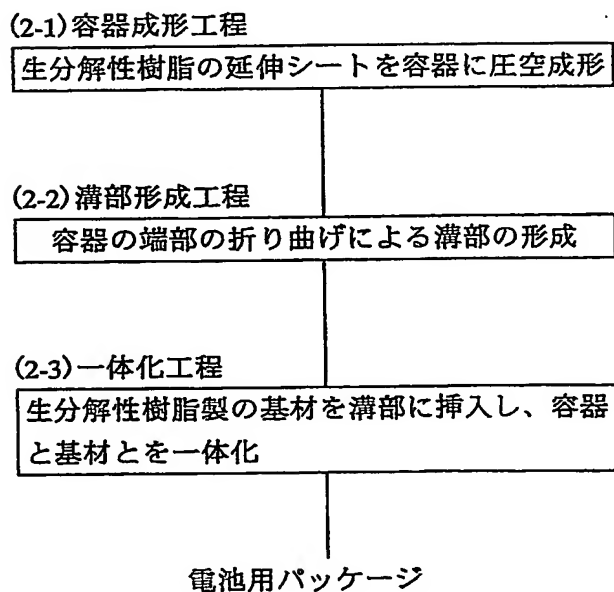 (2-1)容器成形工程
生分解性樹脂の延伸シートを容器に圧空成形
(2-2)溝部形成工程
容器の端部の折り曲げによる溝部の形成
(2-3)一体化工程
生分解性樹脂製の基材を溝部に挿入し、容器
と基材とを一体化
電池用パッケージ